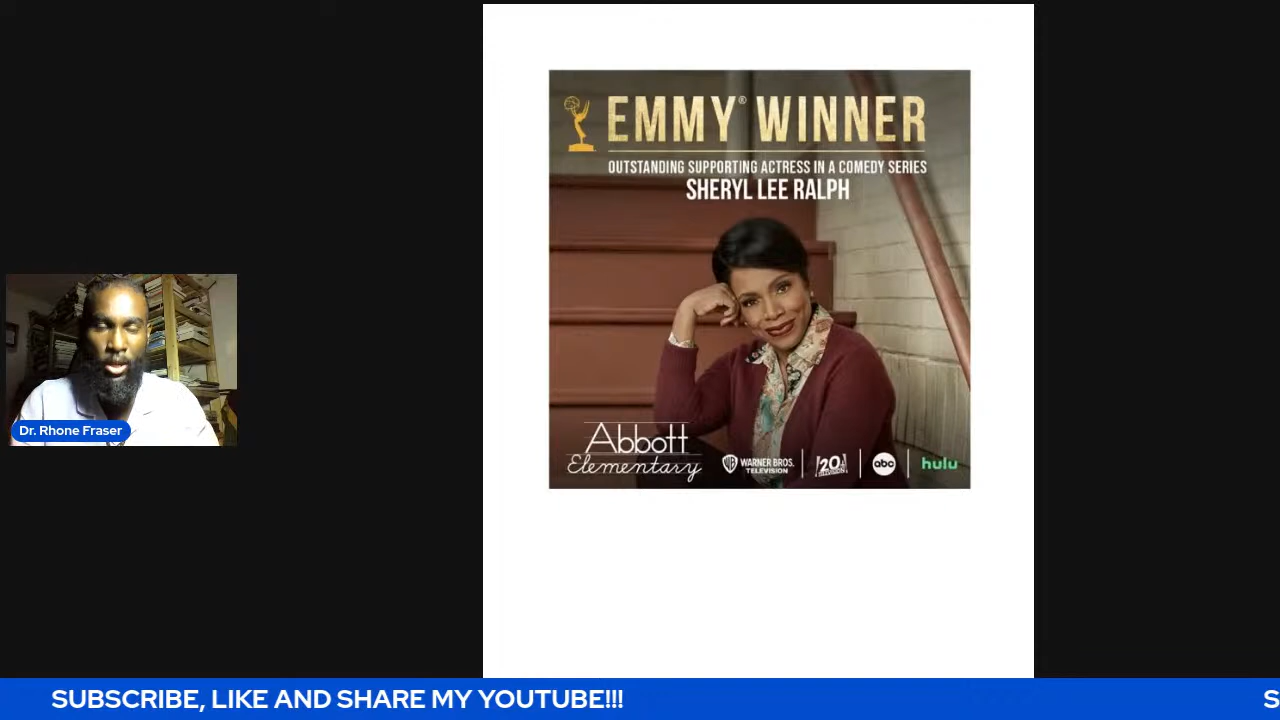 EMMY® WINNER
OUTSTANDING SUPPORTING ACTRESS IN A COMEDY SERIES
SHERYL LEE RALPH
Dr. Rhone Fraser
Abbott
Elementary
WARNER BROS.
TELEVISION
20
abc
hulu
SUBSCRIBE, LIKE AND SHARE MY YOUTUBE!!!
S